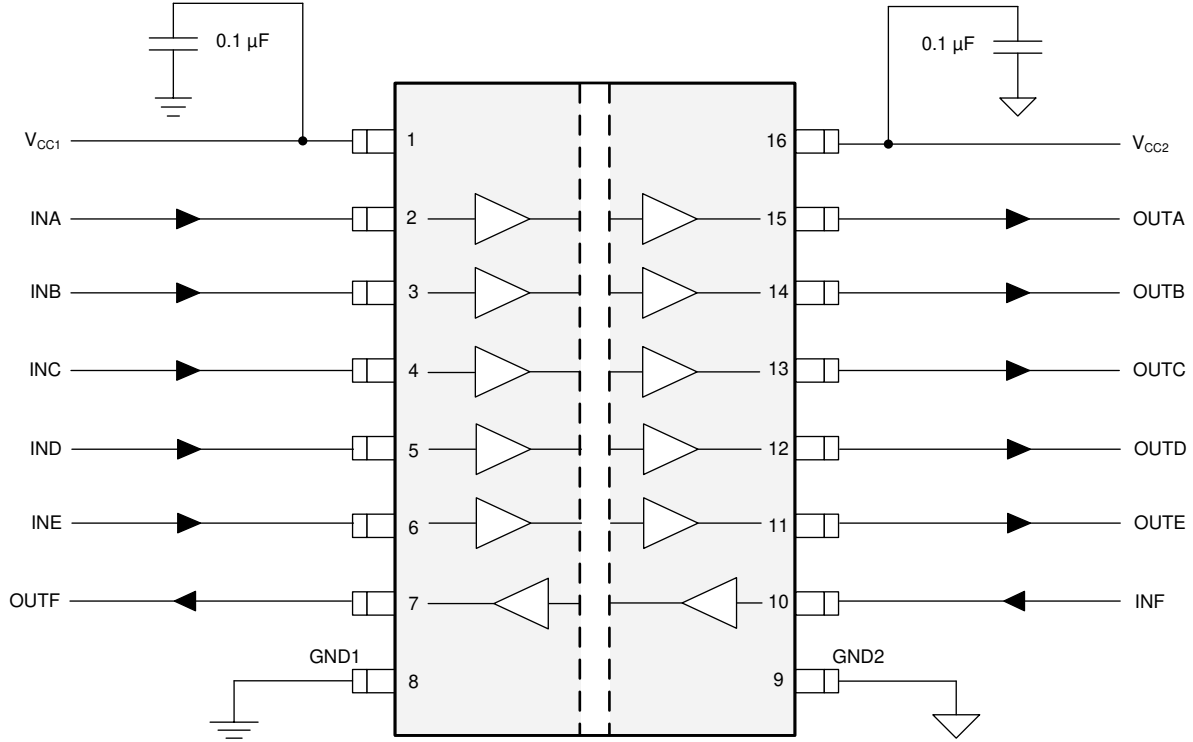 0.1 µF
0.1 µF
VCC1
1
16
VCC2
INA
2
15
OUTA
INB
3
14
OUTB
INC
4
13
OUTC
IND
5
12
OUTD
INE
6
11
OUTE
OUTF
7
10
INF
GND1
GND2
8
9